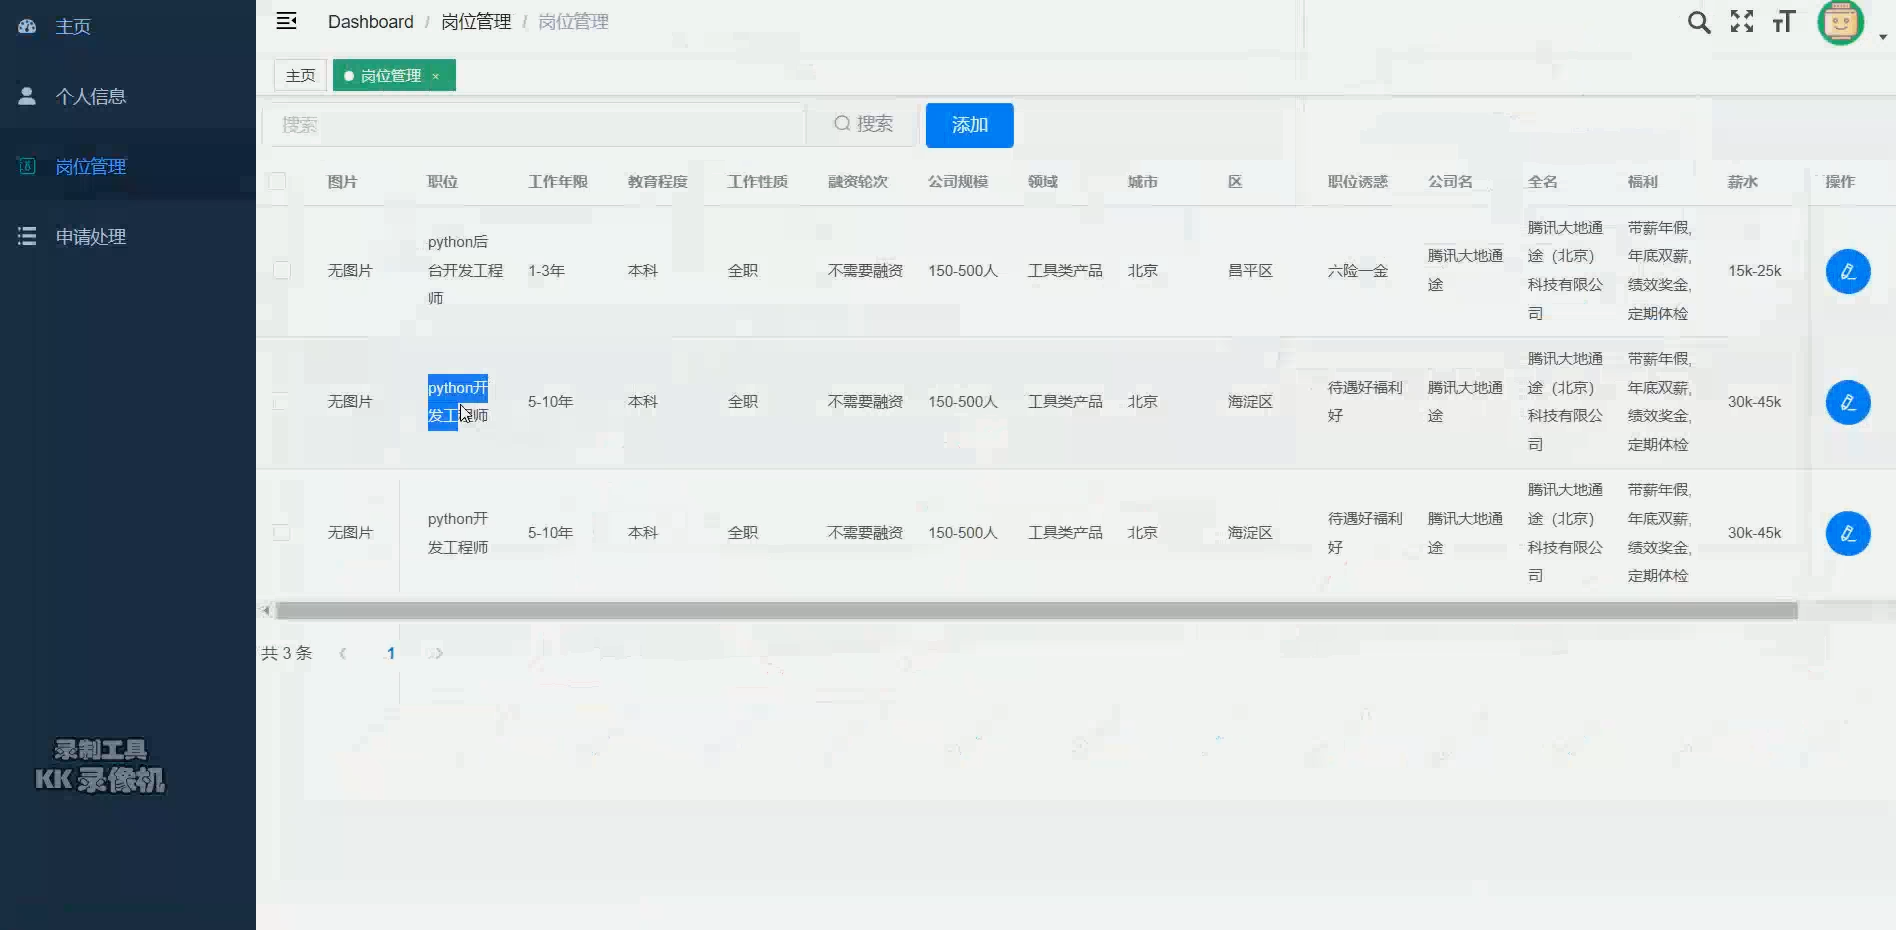 主页
个人信息
岗位管理
申请处理
录制工具
KK 录像机
Dashboard / 岗位管理 / 岗位管理
主页
岗位管理 ×
搜索
搜索
添加
图片 职位 工作年限 教育程度 工作性质 融资轮次 公司规模 领域 城市 区 职位诱惑 公司名 全名 福利 薪水 操作
无图片
python后
台开发工程
师
1-3年
本科
全职
不需要融资
150-500人
工具类产品
北京
昌平区
六险一金
腾讯大地通
途
腾讯大地通
途（北京）
科技有限公
司
带薪年假,
年底双薪,
绩效奖金,
定期体检
15k-25k
无图片
python开
发工程师
5-10年
本科
全职
不需要融资
150-500人
工具类产品
北京
海淀区
待遇好福利
好
腾讯大地通
途
腾讯大地通
途（北京）
科技有限公
司
带薪年假,
年底双薪,
绩效奖金,
定期体检
30k-45k
无图片
python开
发工程师
5-10年
本科
全职
不需要融资
150-500人
工具类产品
北京
海淀区
待遇好福利
好
腾讯大地通
途
腾讯大地通
途（北京）
科技有限公
司
带薪年假,
年底双薪,
绩效奖金,
定期体检
30k-45k
共 3 条
1